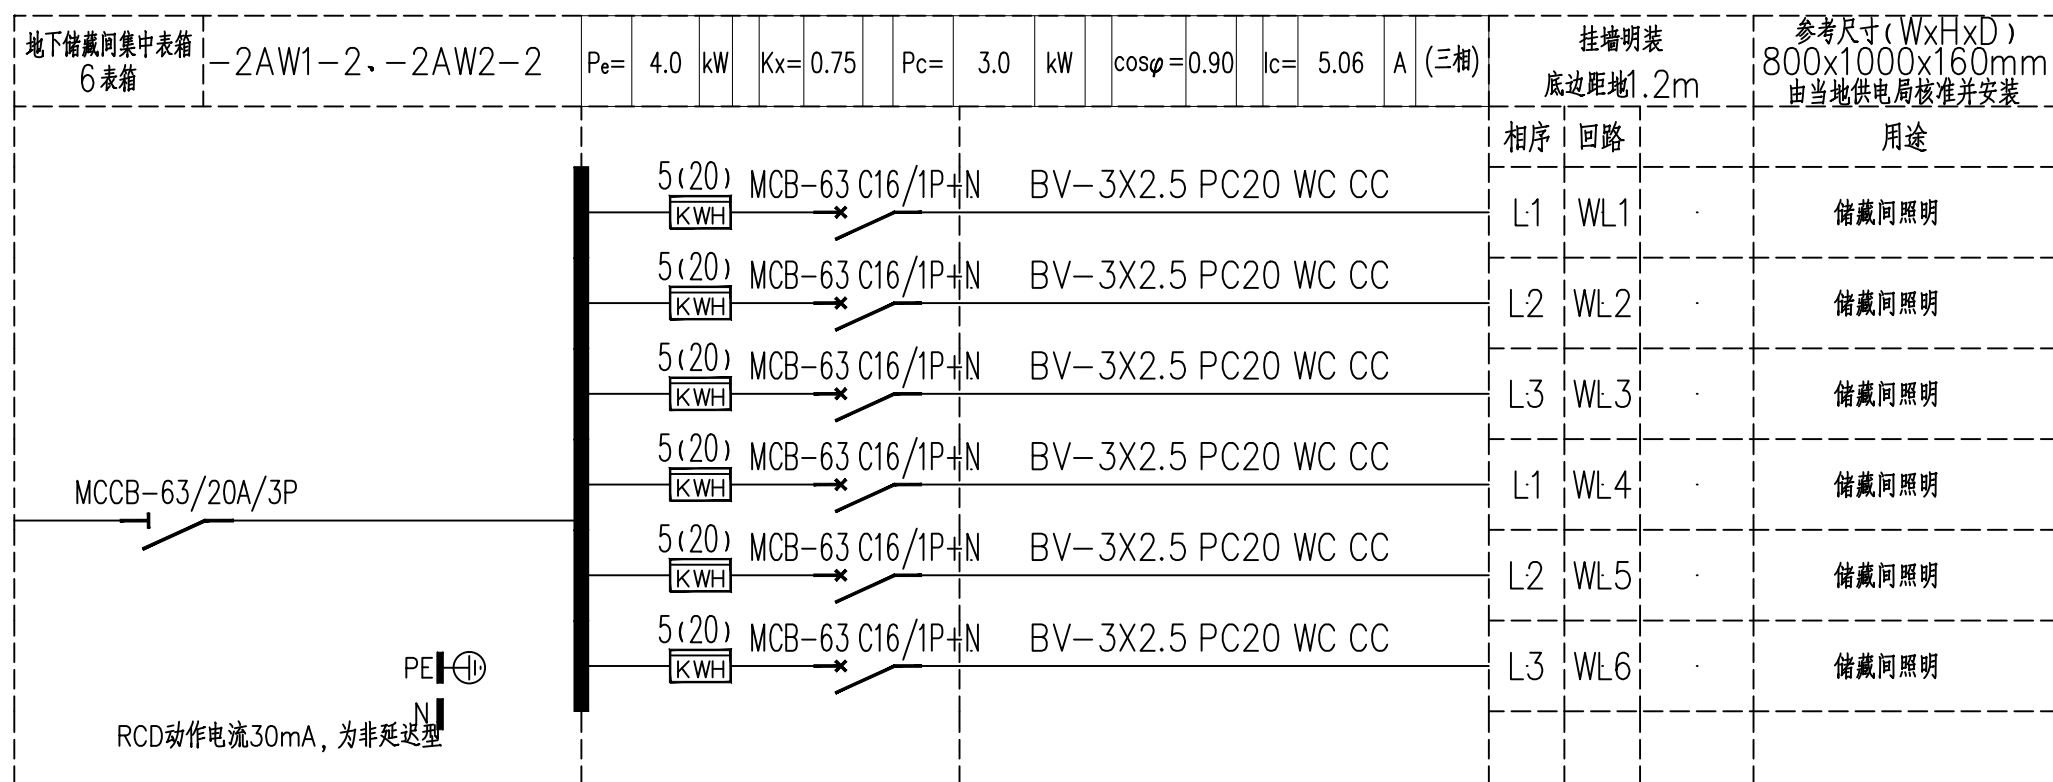 地下储藏间集中表箱
6表箱
-2AW1-2、-2AW2-2
Pe= 4.0 kW Kx= 0.75 Pc= 3.0 kW cosφ= 0.90 Ic= 5.06 A (三相)
挂墙明装
底边距地1.2m
参考尺寸(WxHxD)
800x1000x160mm
由当地供电局核准并安装
相序 回路 用途
5(20) MCB-63 C16/1P+N BV-3X2.5 PC20 WC CC
KWH L1 WL1 储藏间照明
5(20) MCB-63 C16/1P+N BV-3X2.5 PC20 WC CC
KWH L2 WL2 储藏间照明
5(20) MCB-63 C16/1P+N BV-3X2.5 PC20 WC CC
KWH L3 WL3 储藏间照明
5(20) MCB-63 C16/1P+N BV-3X2.5 PC20 WC CC
KWH L1 WL4 储藏间照明
MCCB-63/20A/3P
5(20) MCB-63 C16/1P+N BV-3X2.5 PC20 WC CC
KWH L2 WL5 储藏间照明
5(20) MCB-63 C16/1P+N BV-3X2.5 PC20 WC CC
KWH L3 WL6 储藏间照明
PE
N
RCD动作电流30mA,为非延迟型